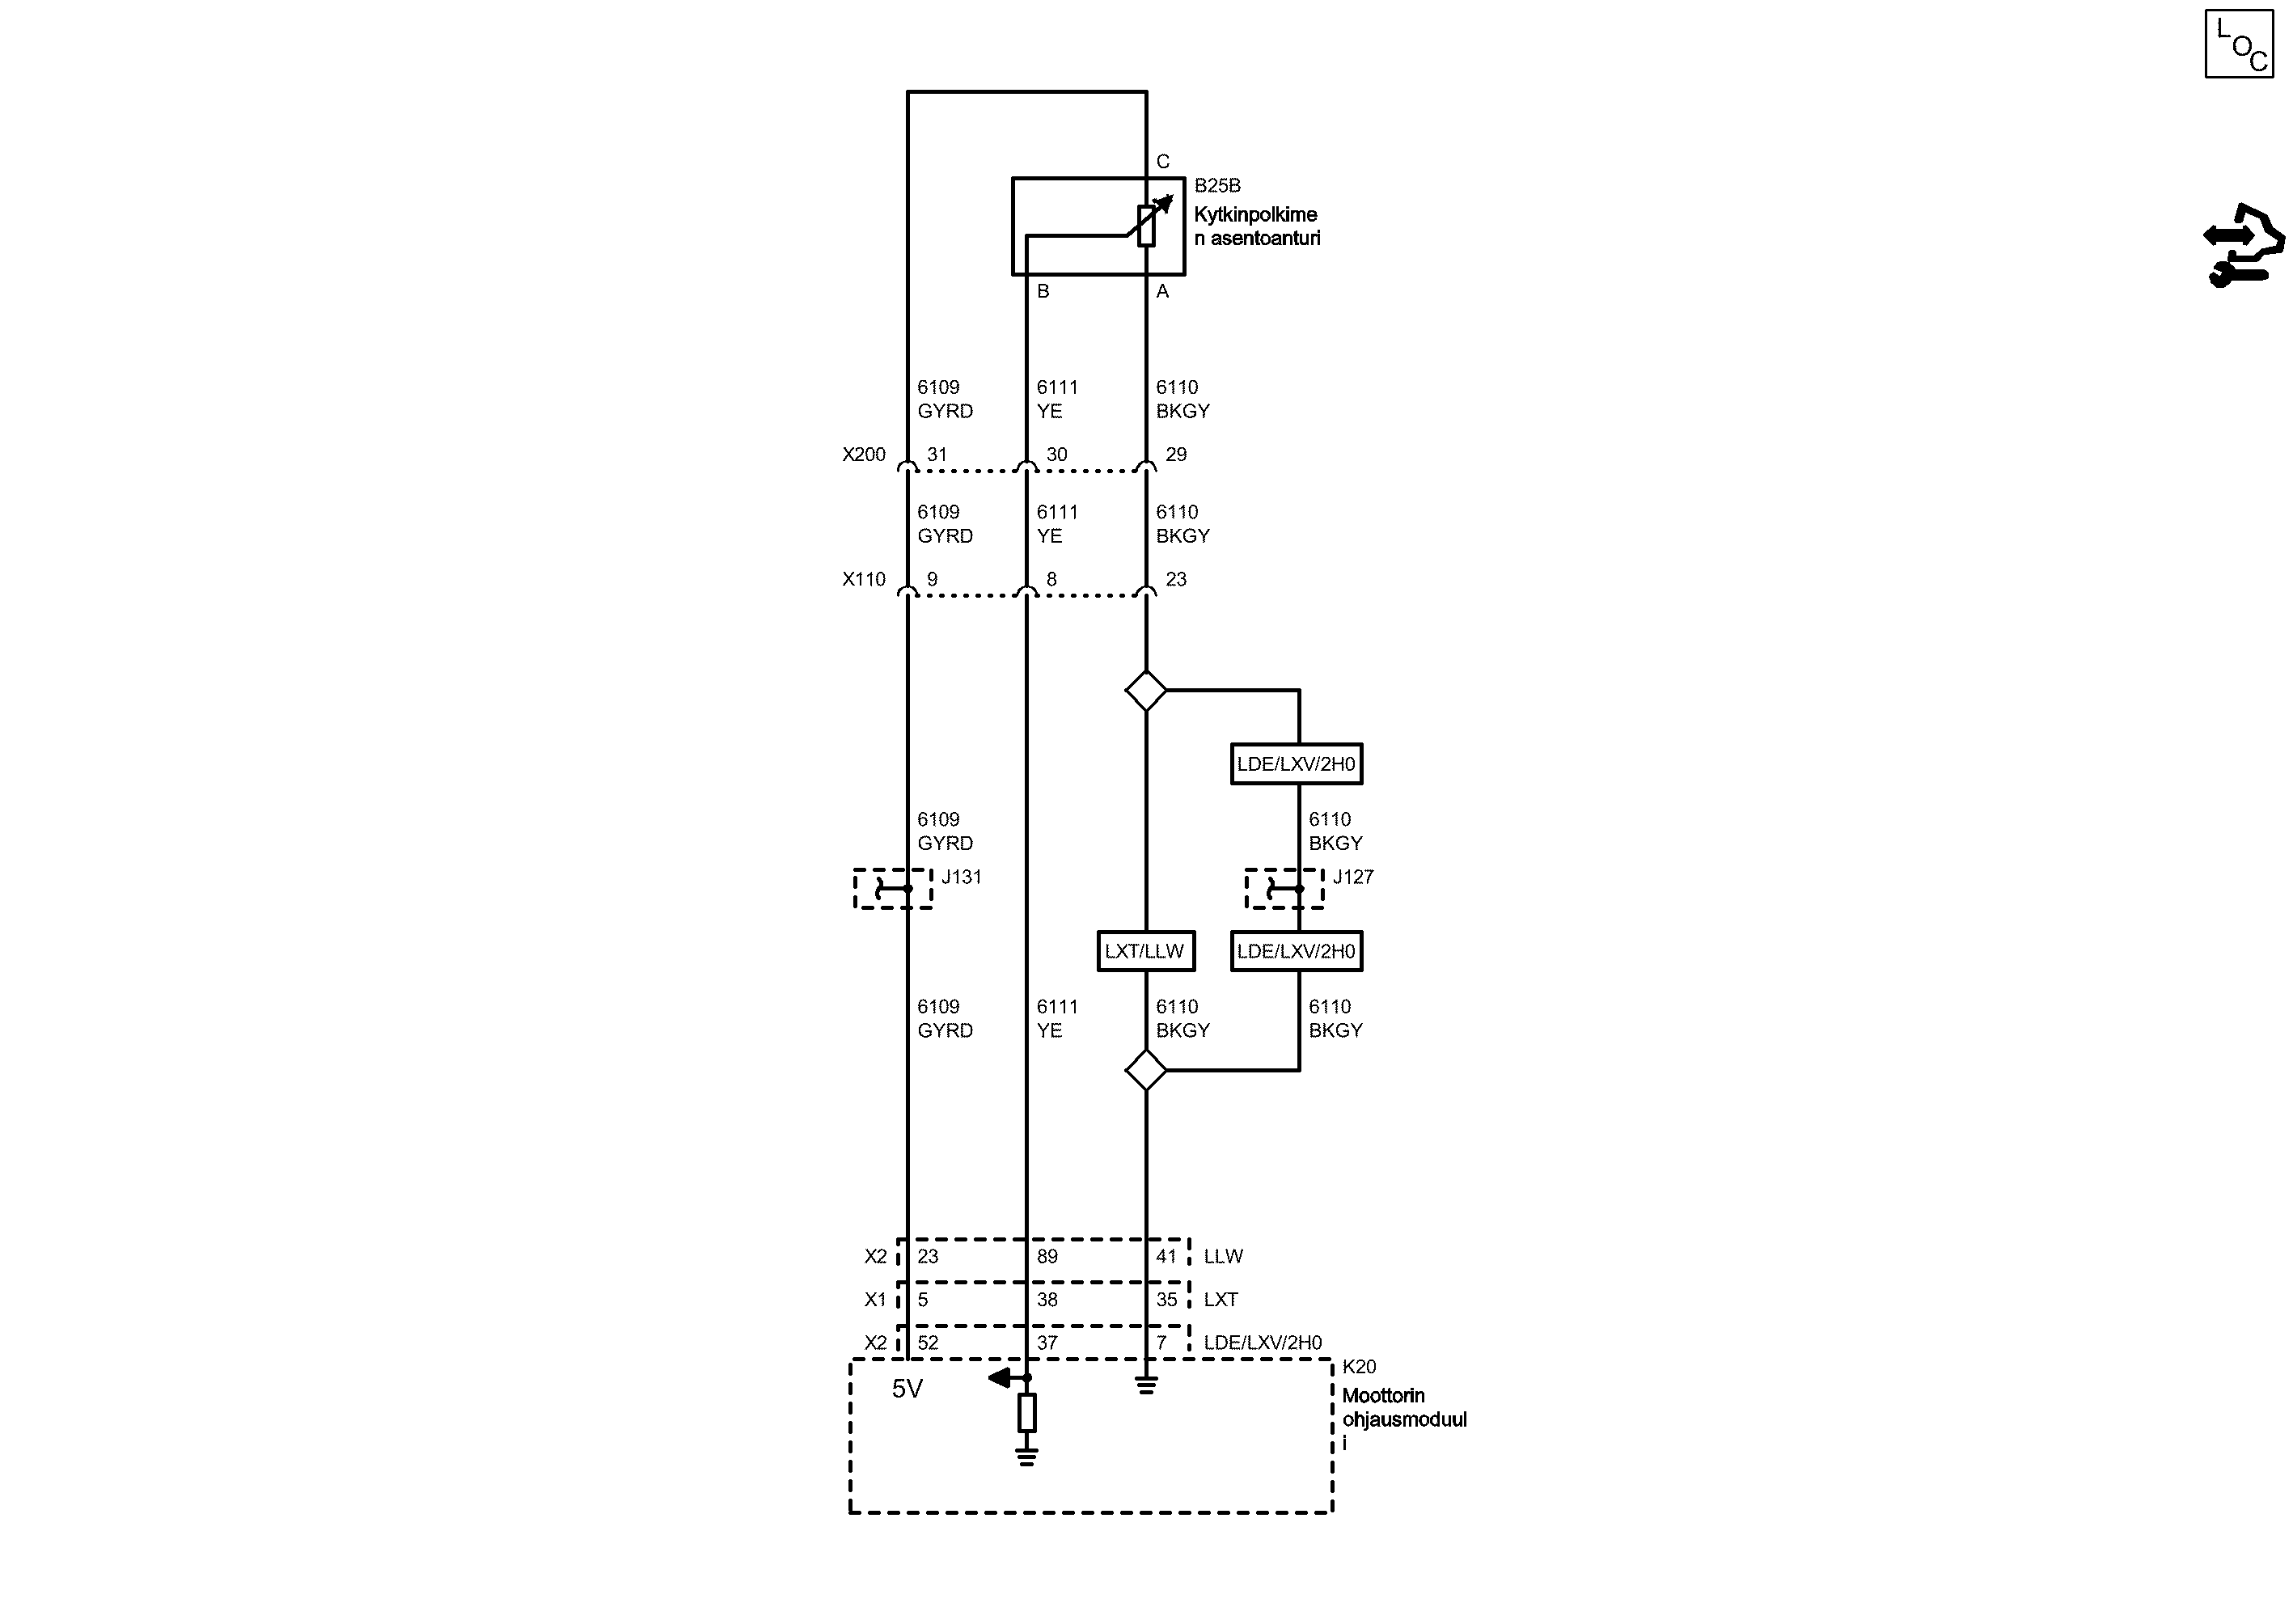 LOC
C
B25B
Kytkinpolkime
n asentoanturi
B
A
6109
GYRD
6111
YE
6110
BKGY
X200
31
30
29
6109
GYRD
6111
YE
6110
BKGY
X110
9
8
23
LDE/LXV/2H0
6109
GYRD
6110
BKGY
J131
J127
LXT/LLW
LDE/LXV/2H0
6109
GYRD
6111
YE
6110
BKGY
6110
BKGY
X2 23 89 41 LLW
X1 5 38 35 LXT
X2 52 37 7 LDE/LXV/2H0
5V
K20
Moottorin
ohjausmoduul
i